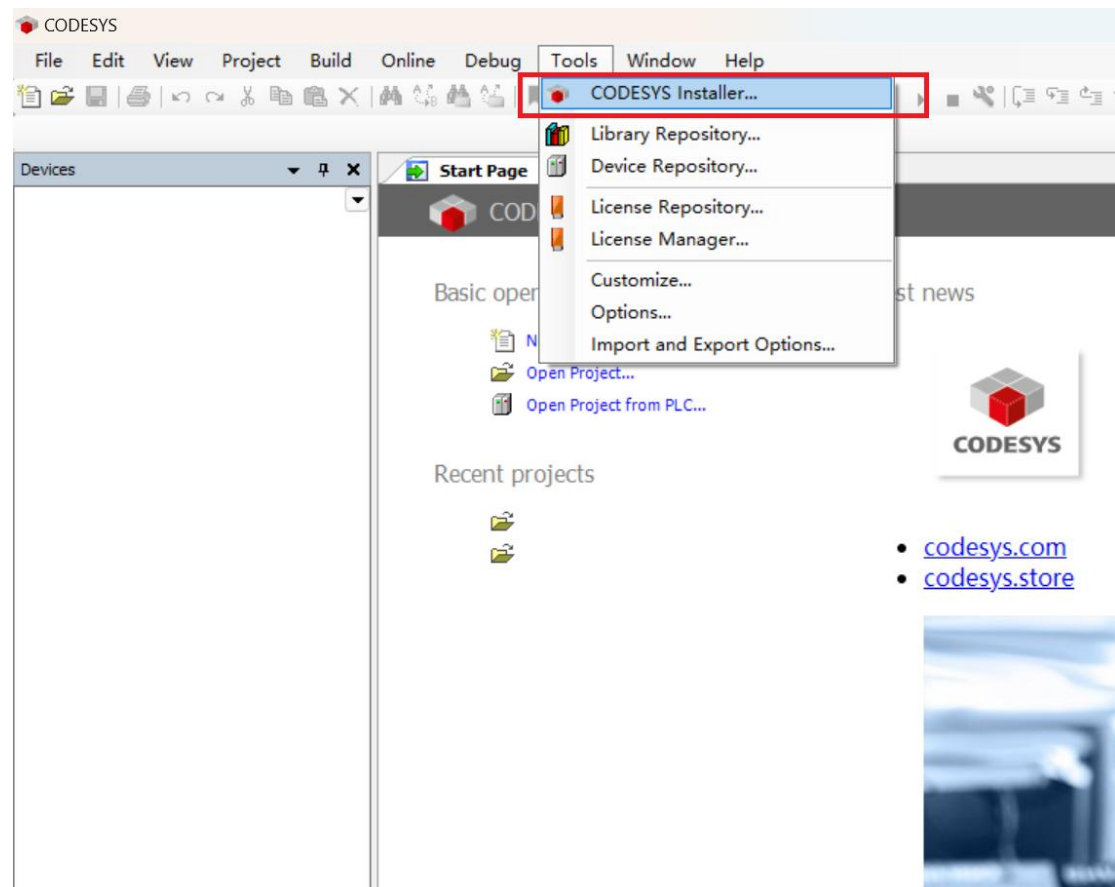 CODESYS
File Edit View Project Build Online Debug Tools Window Help
CODESYS Installer...
Library Repository...
Device Repository...
License Repository...
License Manager...
Customize...
Options...
Import and Export Options...
Devices
Start Page
COD
Basic oper
N
Open Project...
Open Project from PLC...
Recent projects
st news
CODESYS
codesys.com
codesys.store